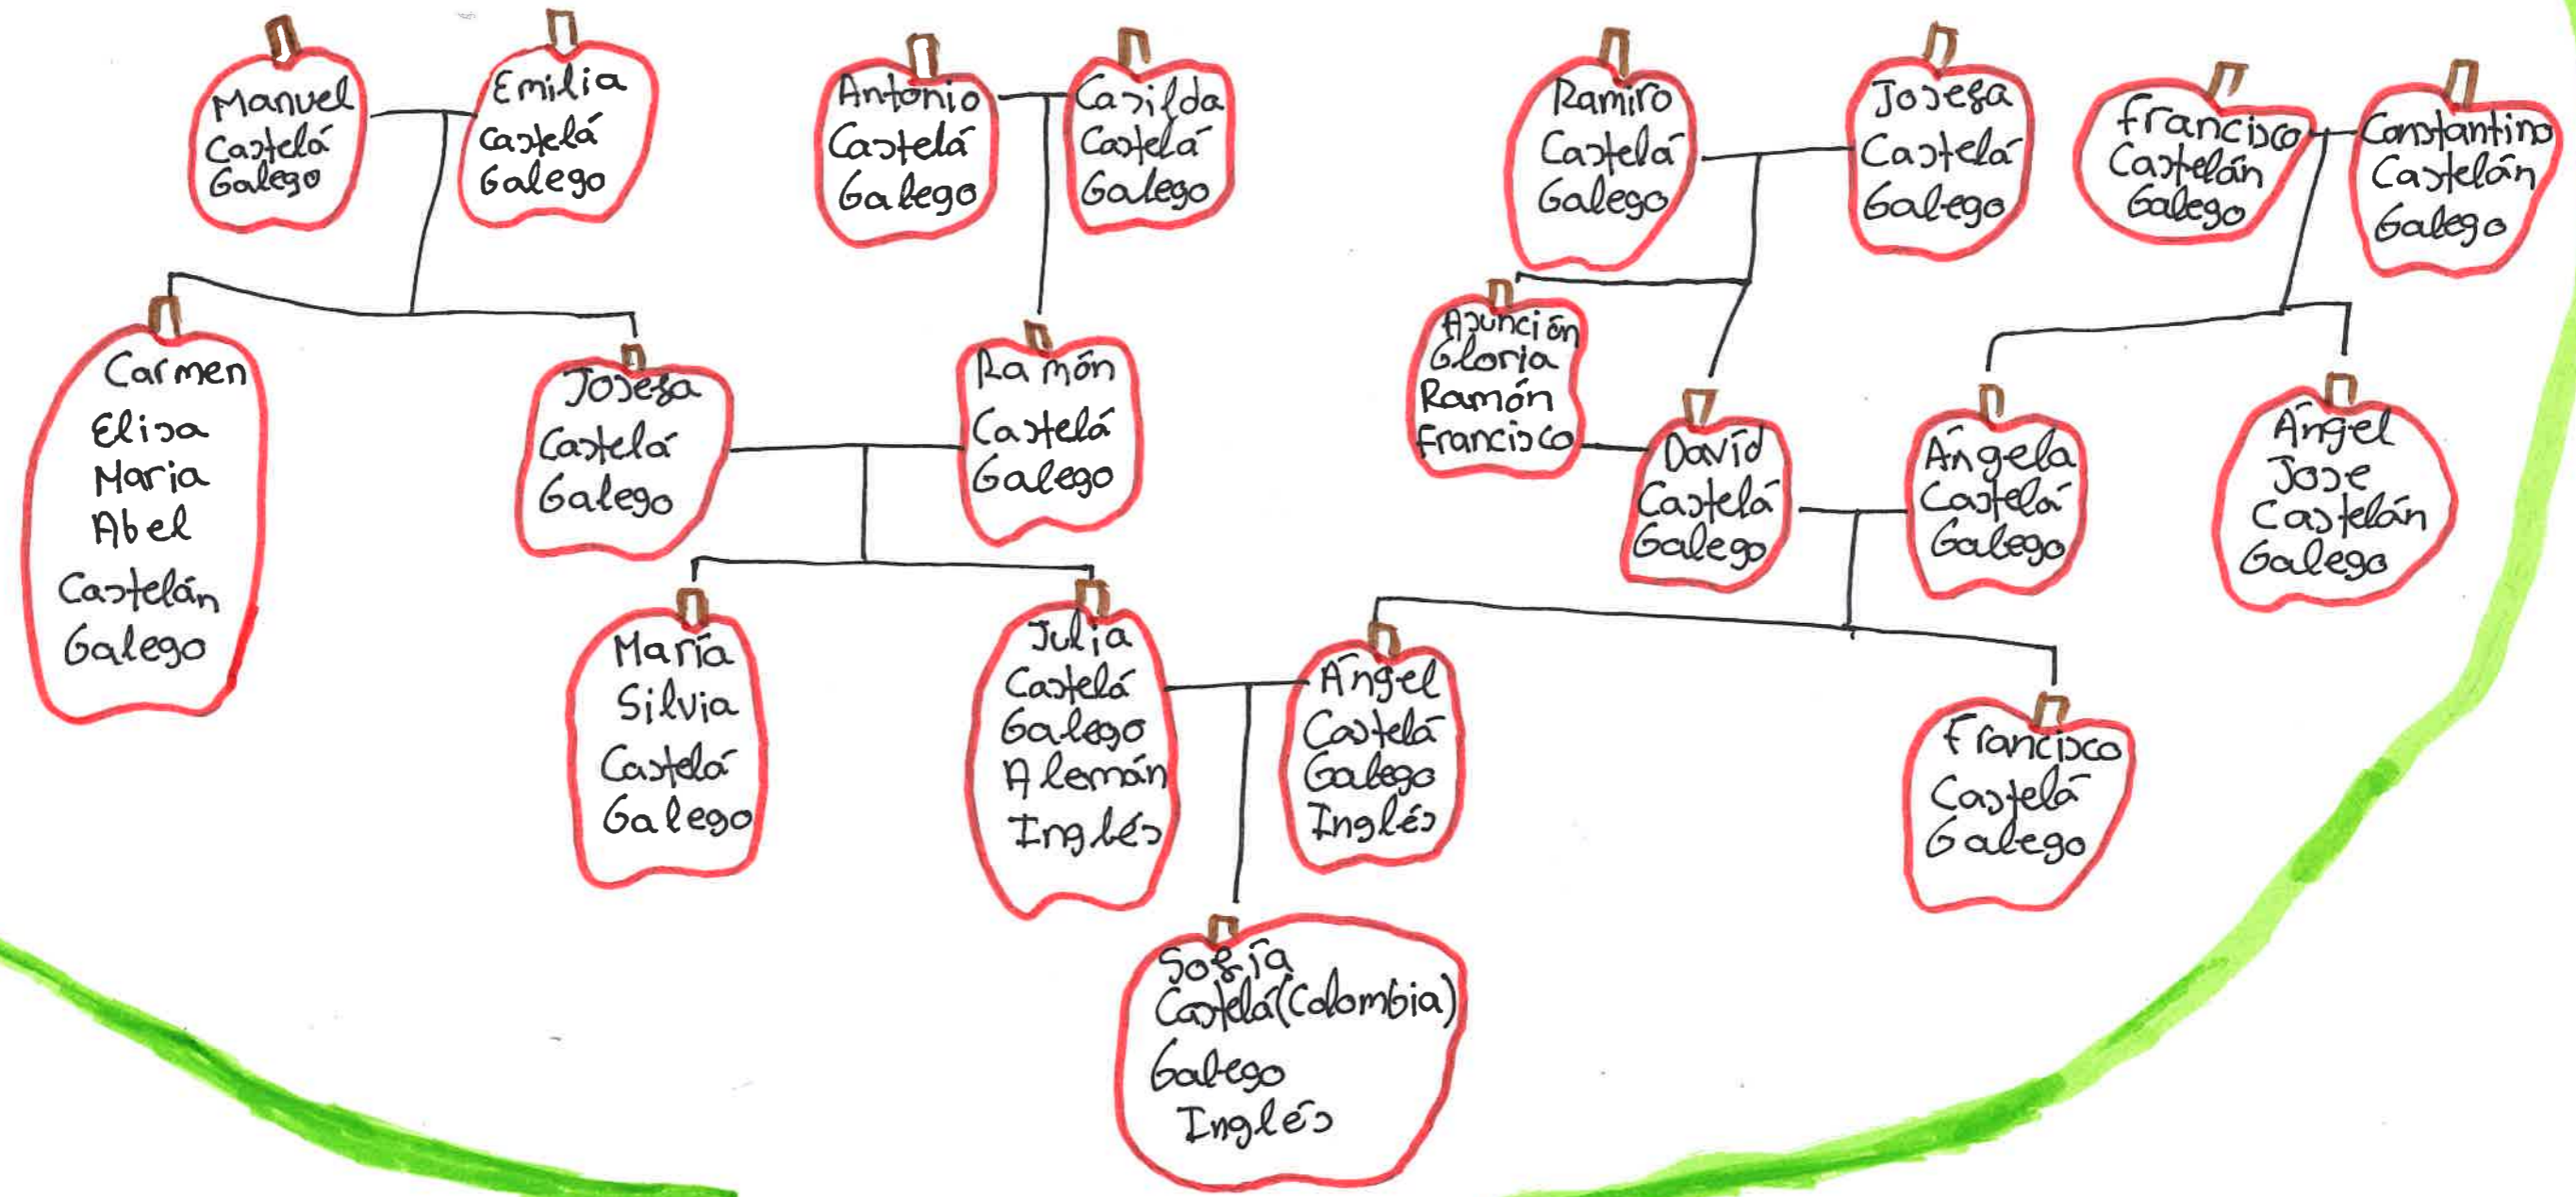 Manuel
Castelá
Galego
Emilia
Castelá
Galego
Antonio
Castelá
Galego
Casilda
Castelá
Galego
Ramiro
Castelá
Galego
Josefa
Castelá
Galego
Francisco
Castelán
Galego
Constantino
Castelán
Galego
Carmen
Elisa
Maria
Abel
Castelán
Galego
Josefa
Castelá
Galego
Ramón
Castelá
Galego
Asunción
Gloria
Ramón
Francisco
David
Castelá
Galego
Ángela
Castelá
Galego
Ángel
Jose
Castelán
Galego
María
Silvia
Castelá
Galego
Julia
Castelá
Galego
Alemán
Inglés
Ángel
Castelá
Galego
Inglés
Francisco
Castelá
Galego
Sofía
Castelá (Colombia)
Galego
Inglés